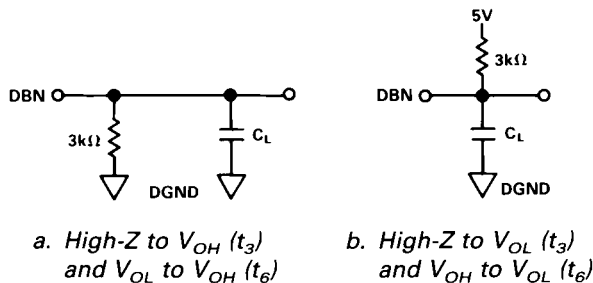 DBN
3kΩ
C_L
DGND
a. High-Z to V_OH (t_3)
and V_OL to V_OH (t_6)
5V
3kΩ
DBN
C_L
DGND
b. High-Z to V_OL (t_3)
and V_OH to V_OL (t_6)